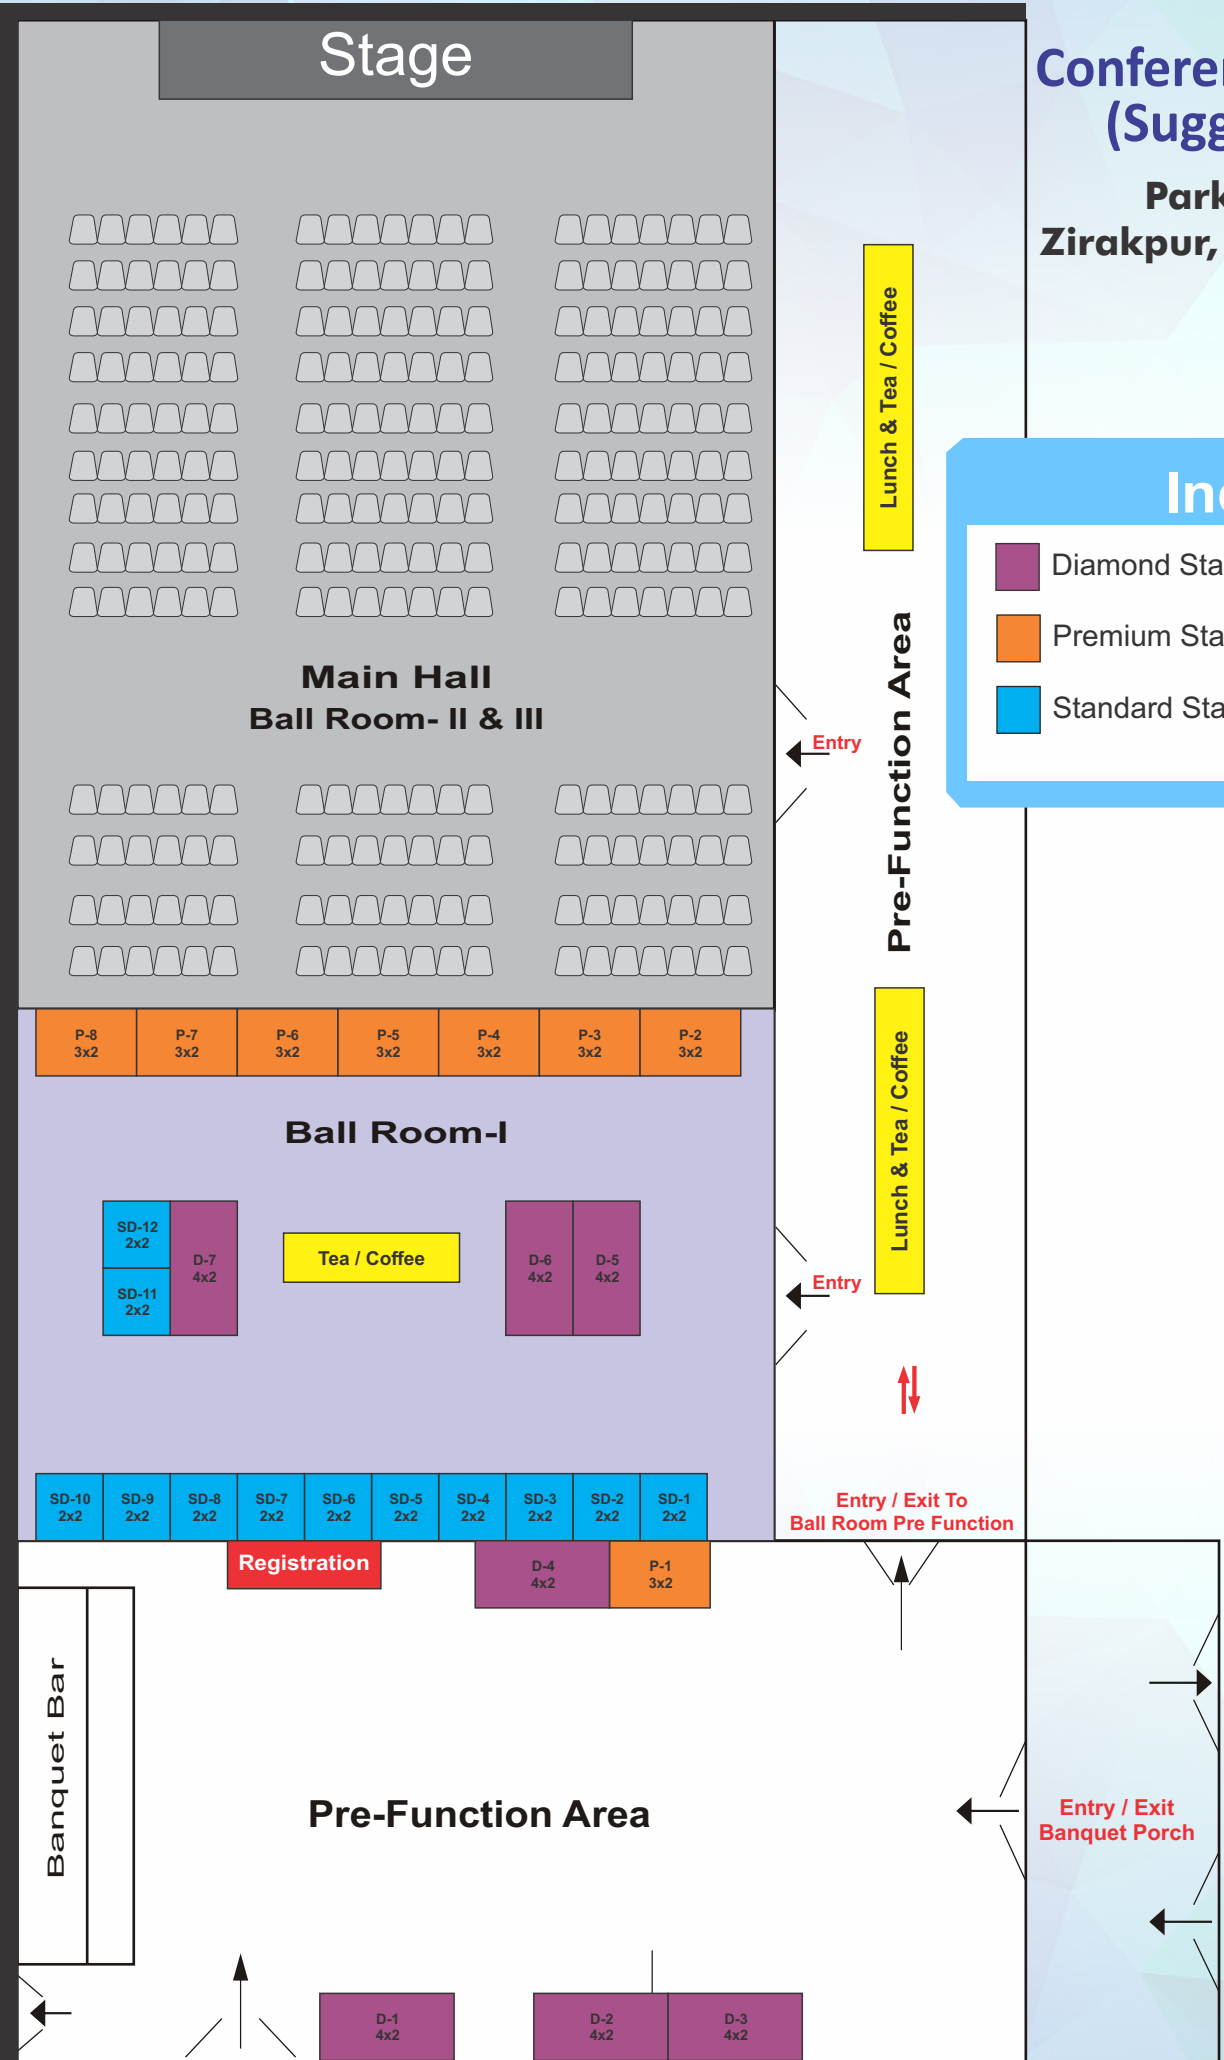 Stage
(Sugg
Zirakpur,
Lunch & Tea / Coffee
Diamond Sta
Premium Sta
Standard Sta
Main Hall
Ball Room- II & III
Pre-Function Area
Entry
P-8
3x2
P-7
3x2
P-6
3x2
P-5
3x2
P-4
3x2
P-3
3x2
P-2
3x2
Ball Room-I
Lunch & Tea / Coffee
SD-12
2x2
SD-11
2x2
D-7
4x2
Tea / Coffee
D-6
4x2
D-5
4x2
Entry
SD-10
2x2
SD-9
2x2
SD-8
2x2
SD-7
2x2
SD-6
2x2
SD-5
2x2
SD-4
2x2
SD-3
2x2
SD-2
2x2
SD-1
2x2
Entry / Exit To
Ball Room Pre Function
Registration
D-4
4x2
P-1
3x2
Banquet Bar
Pre-Function Area
Entry / Exit
Banquet Porch
D-1
4x2
D-2
4x2
D-3
4x2